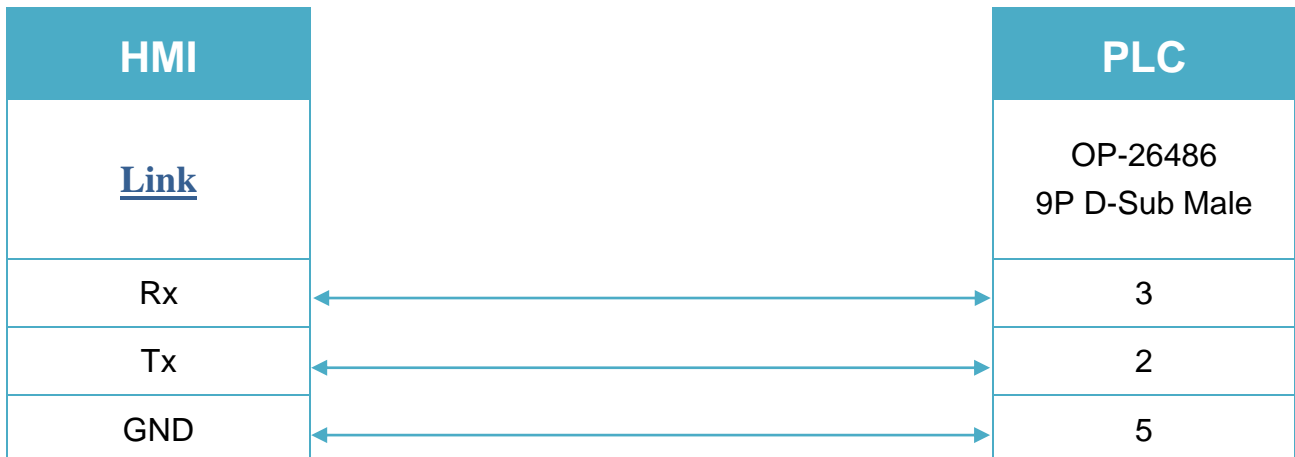 HMI PLC
Link OP-26486
9P D-Sub Male
Rx 3
Tx 2
GND 5